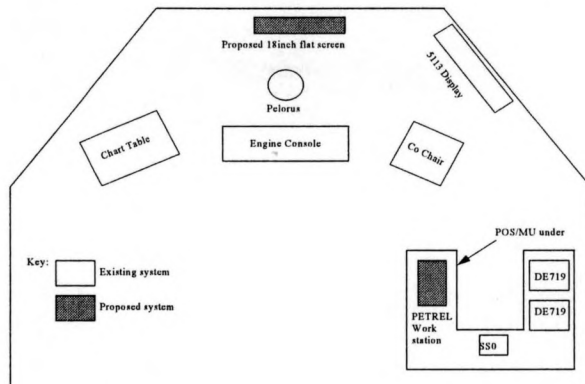 Proposed 18inch flat screen
5113 Display
Pelorus
Chart Table
Engine Console
Co Chair
POS/MU under
Key:
Existing system
Proposed system
PETREL
Work
station
DE719
DE719
SS0